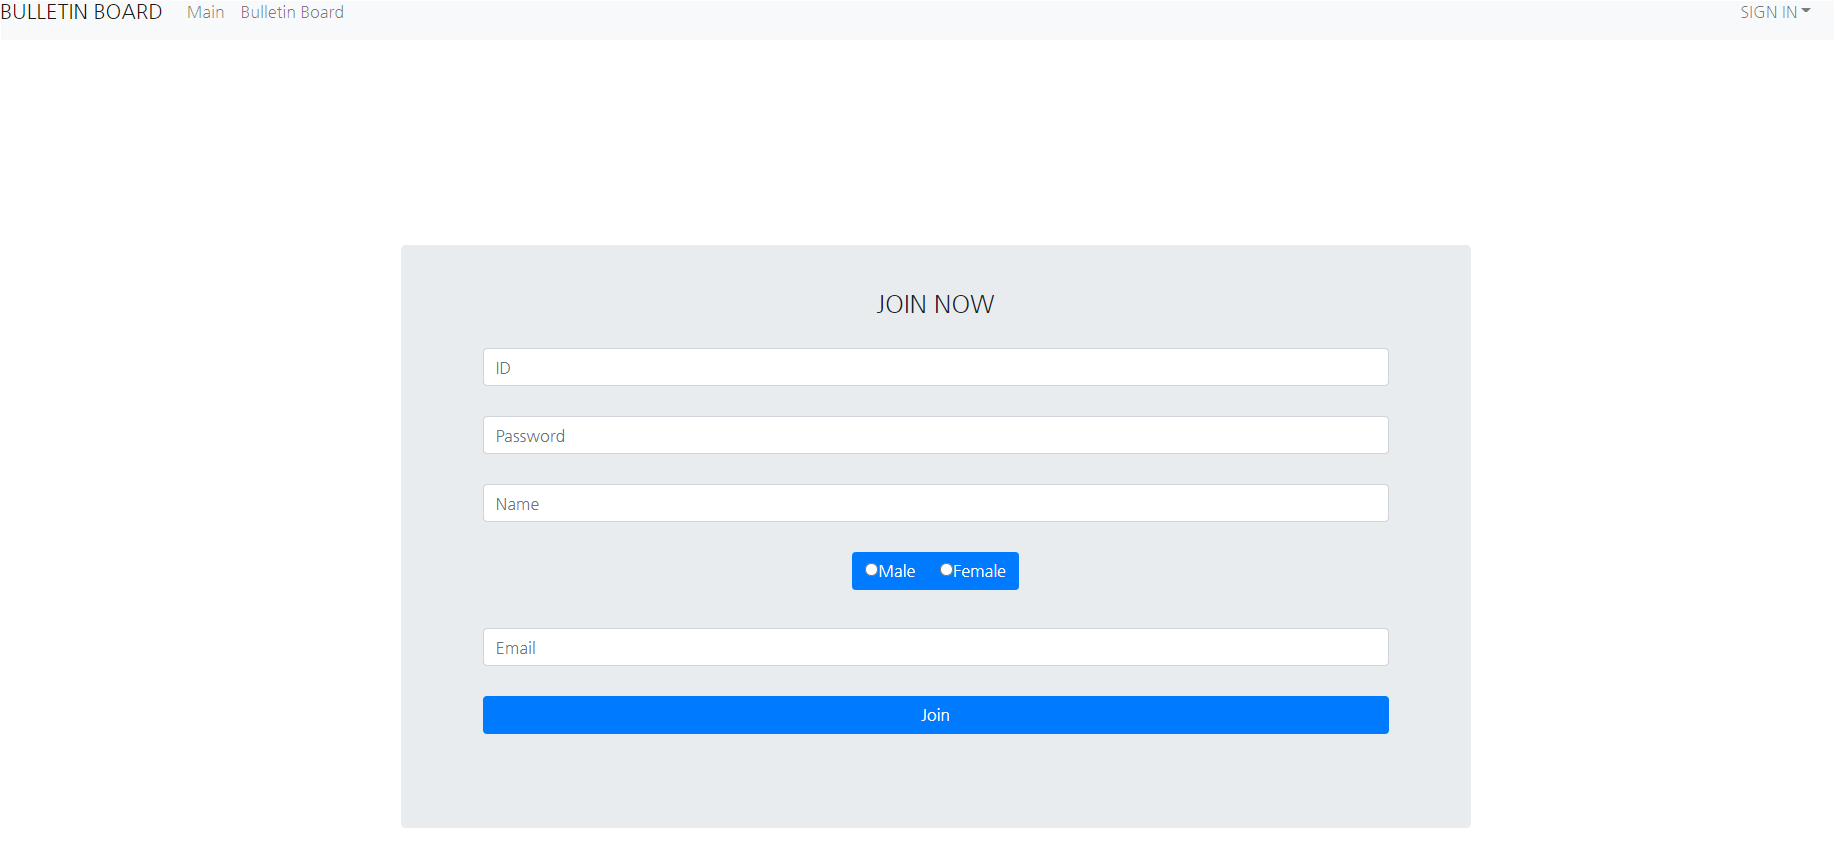 BULLETIN BOARD Main Bulletin Board SIGN IN
JOIN NOW
ID
Password
Name
Male Female
Email
Join